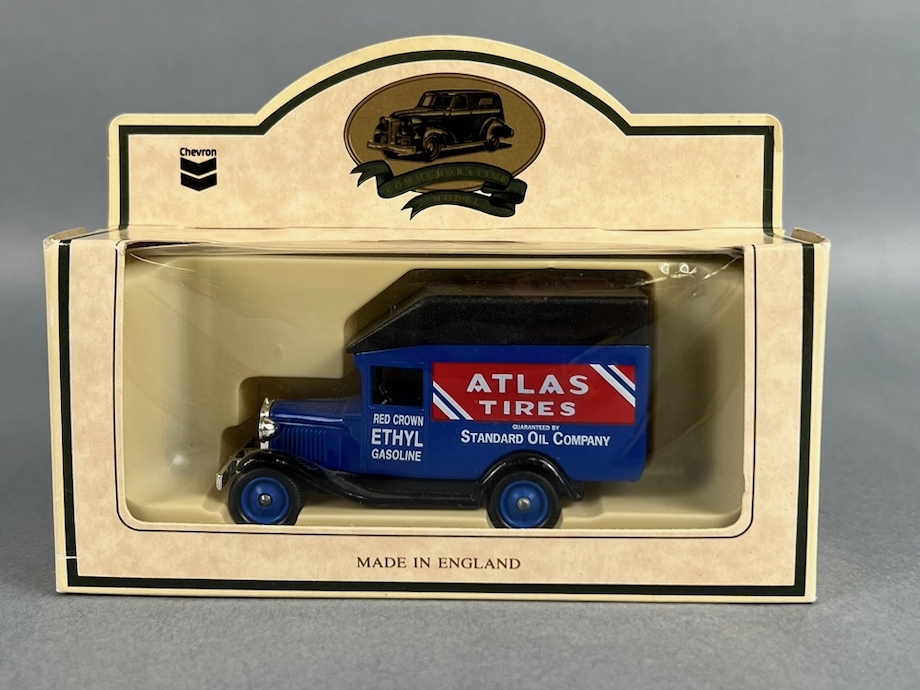 Chevron
COMMEMORATIVE
MODEL
ATLAS
TIRES
GUARANTEED BY
STANDARD OIL COMPANY
RED CROWN
ETHYL
GASOLINE
MADE IN ENGLAND